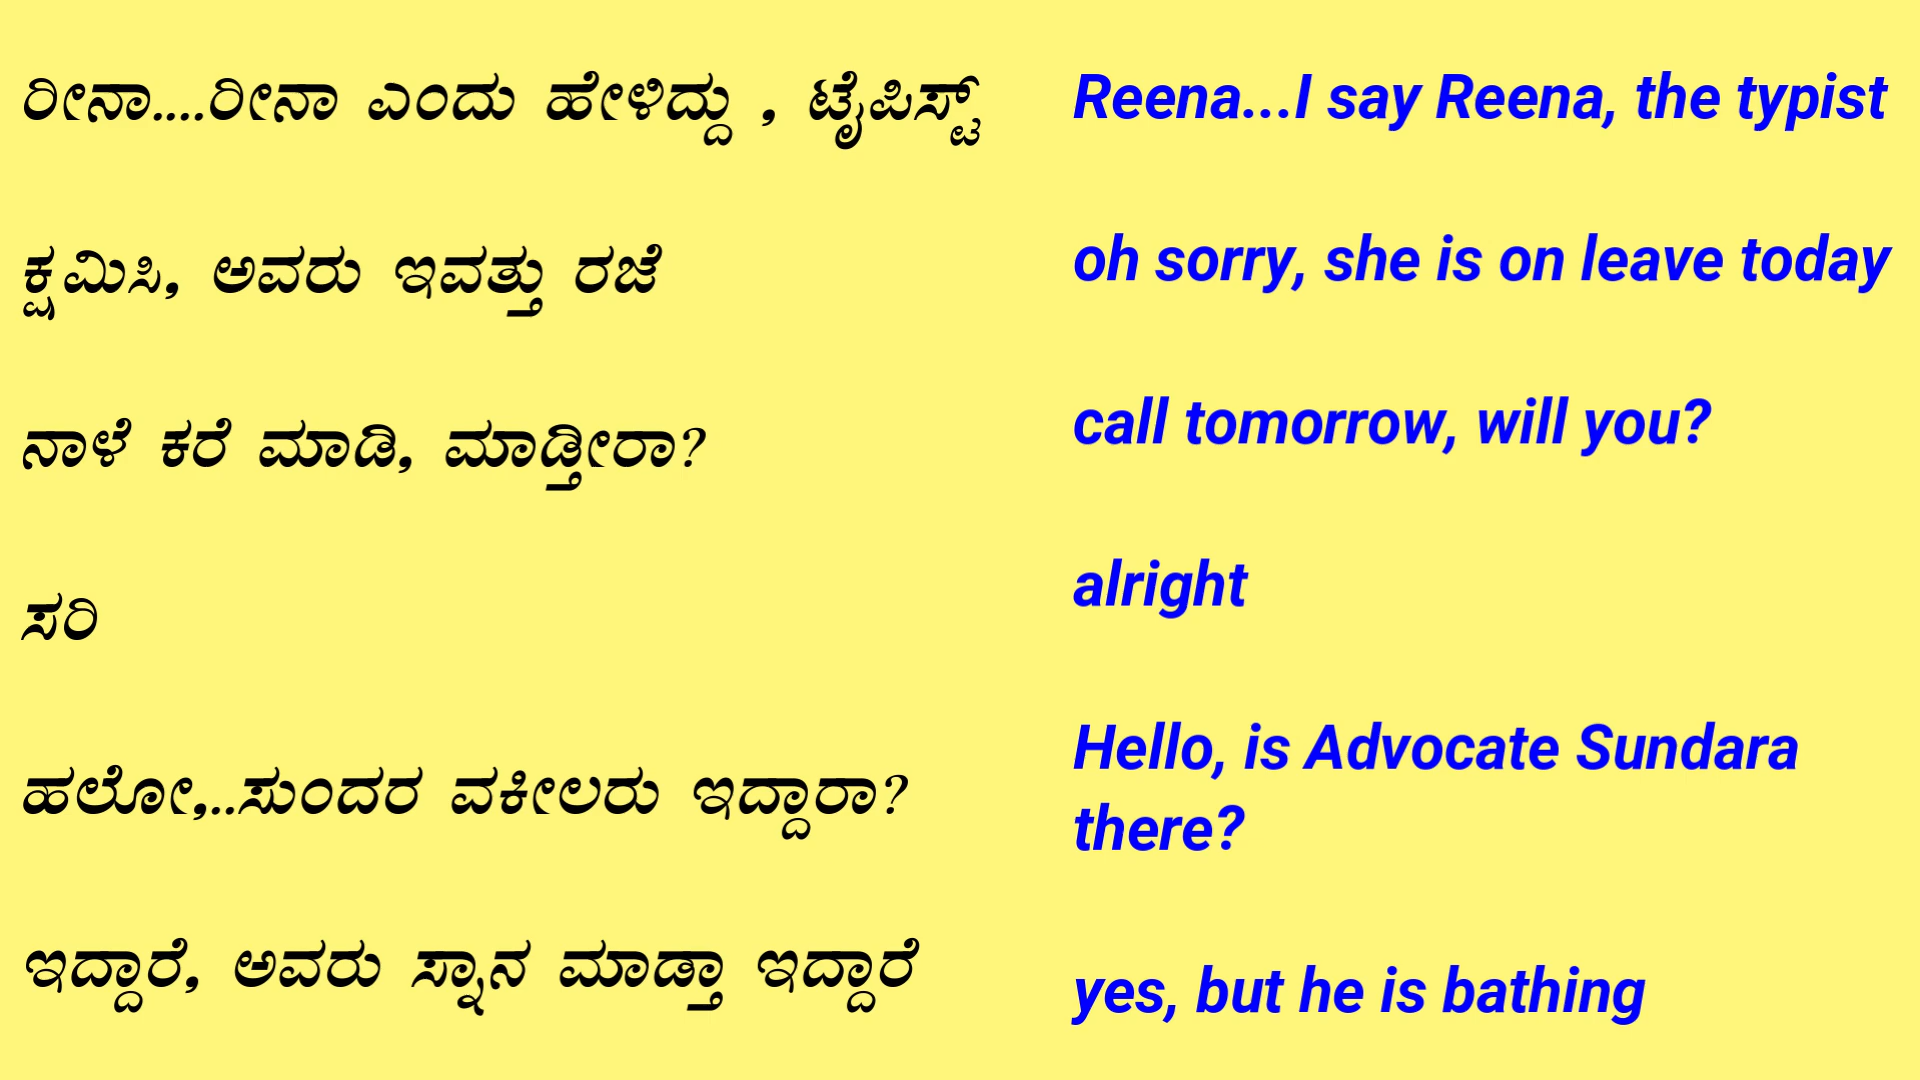 ರೀನಾ....ರೀನಾ ಎಂದು ಹೇಳಿದ್ದು , ಟೈಪಿಸ್ಟ್
ಕ್ಷಮಿಸಿ, ಅವರು ಇವತ್ತು ರಜೆ
ನಾಳೆ ಕರೆ ಮಾಡಿ, ಮಾಡ್ತೀರಾ?
ಸರಿ
ಹಲೋ,..ಸುಂದರ ವಕೀಲರು ಇದ್ದಾರಾ?
ಇದ್ದಾರೆ, ಅವರು ಸ್ನಾನ ಮಾಡ್ತಾ ಇದ್ದಾರೆ
Reena...I say Reena, the typist
oh sorry, she is on leave today
call tomorrow, will you?
alright
Hello, is Advocate Sundara
there?
yes, but he is bathing